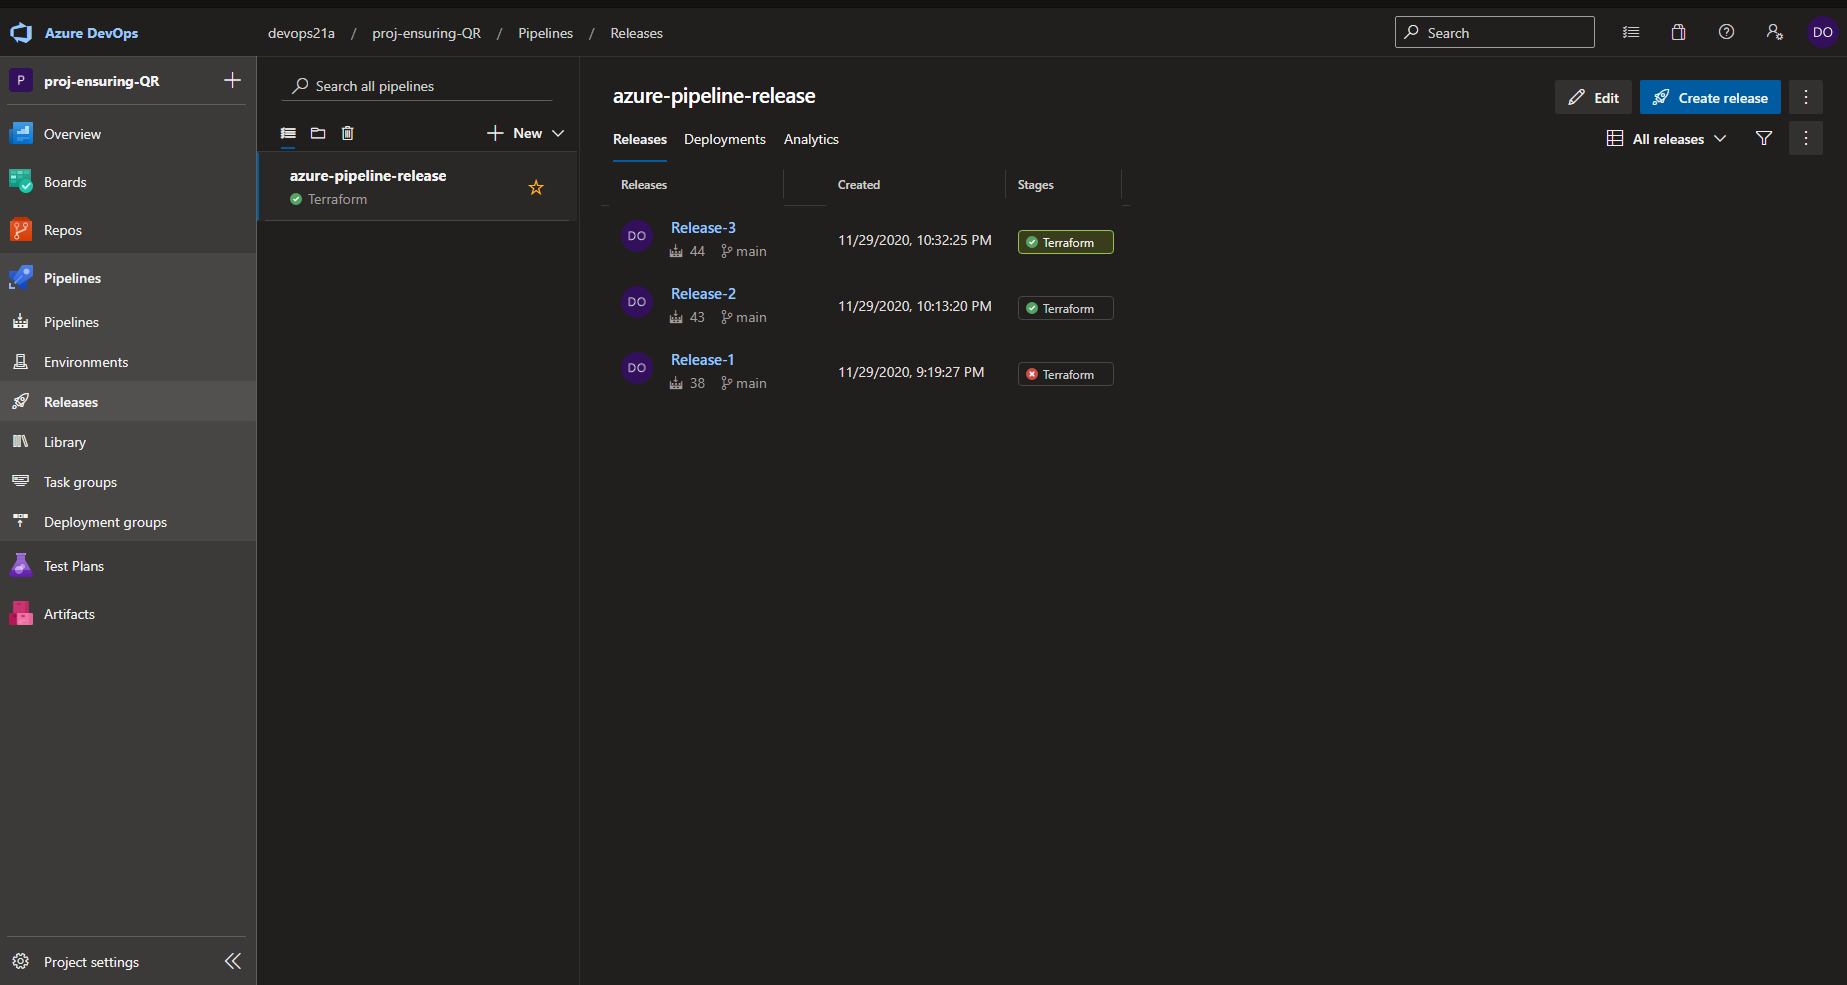 Azure DevOps
devops21a / proj-ensuring-QR / Pipelines / Releases
Search
DO
P proj-ensuring-QR
Overview
Boards
Repos
Pipelines
Pipelines
Environments
Releases
Library
Task groups
Deployment groups
Test Plans
Artifacts
Project settings
Search all pipelines
New
azure-pipeline-release
Terraform
azure-pipeline-release
Edit
Create release
Releases Deployments Analytics
All releases
Releases Created Stages
DO Release-3 11/29/2020, 10:32:25 PM Terraform
44 main
DO Release-2 11/29/2020, 10:13:20 PM Terraform
43 main
DO Release-1 11/29/2020, 9:19:27 PM Terraform
38 main